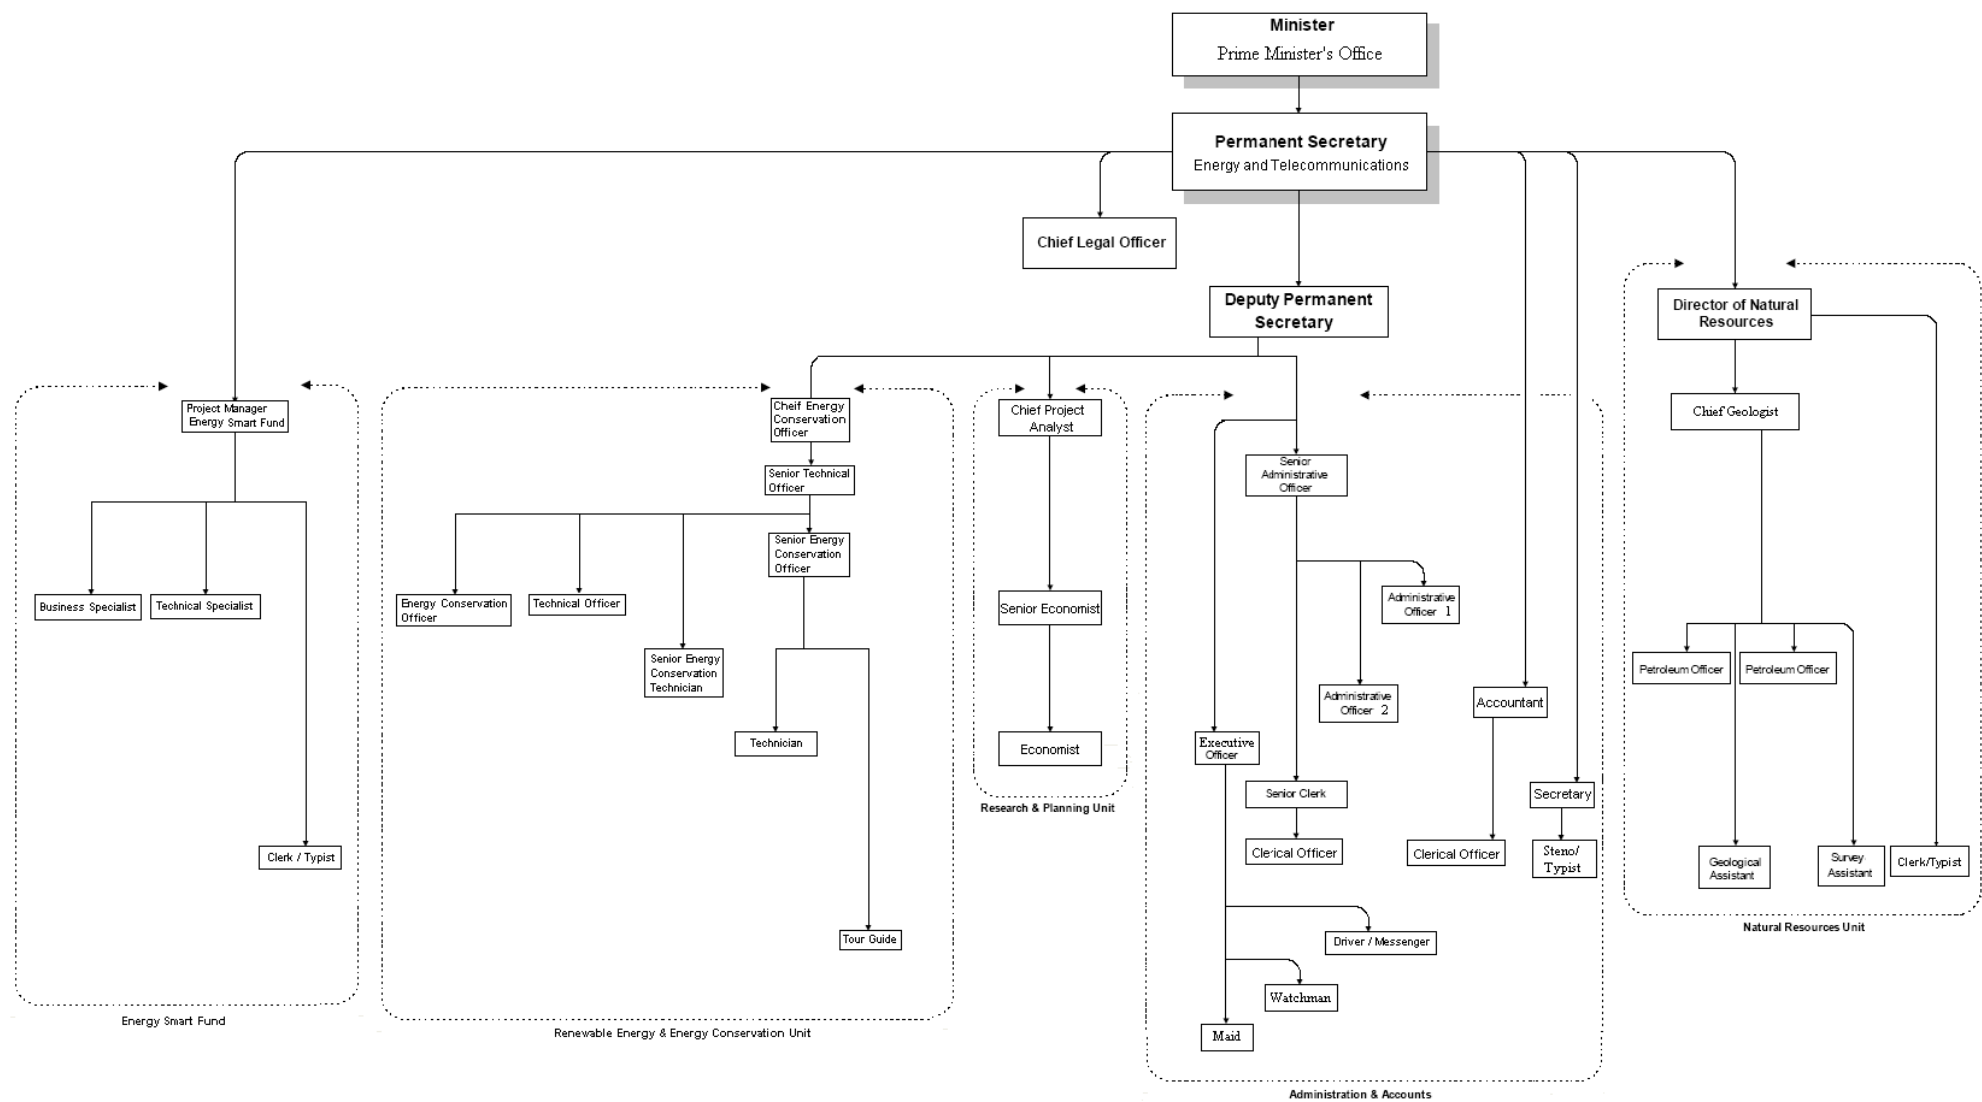 Minister
Prime Minister's Office
Permanent Secretary
Energy and Telecommunications
Chief Legal Officer
Deputy Permanent
Secretary
Director of Natural
Resources
Project Manager
Energy Smart Fund
Cheif Energy
Conservation
Officer
Chief Project
Analyst
Chief Geologist
Senior Technical
Officer
Senior
Administrative
Officer
Senior Energy
Conservation
Officer
Business Specialist
Technical Specialist
Energy Conservation
Officer
Technical Officer
Senior Economist
Administrative
Officer 1
Senior Energy
Conservation
Technician
Petroleum Officer
Petroleum Officer
Administrative
Officer 2
Accountant
Technician
Economist
Executive
Officer
Senior Clerk
Secretary
Research & Planning Unit
Clerk / Typist
Clerical Officer
Clerical Officer
Steno/
Typist
Geological
Assistant
Survey
Assistant
Clerk/Typist
Natural Resources Unit
Tour Guide
Driver / Messenger
Watchman
Energy Smart Fund
Renewable Energy & Energy Conservation Unit
Maid
Administration & Accounts